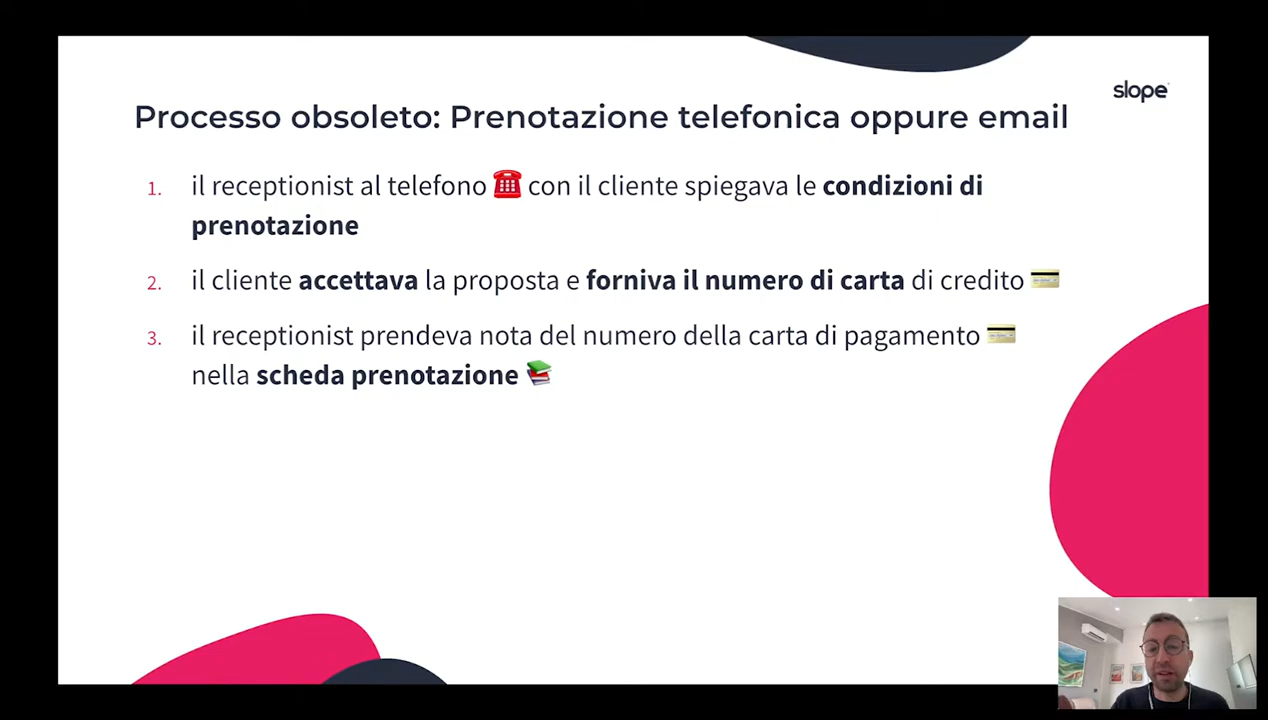 slope
Processo obsoleto: Prenotazione telefonica oppure email
1. il receptionist al telefono ☎️ con il cliente spiegava le condizioni di
prenotazione
2. il cliente accettava la proposta e forniva il numero di carta di credito 💳
3. il receptionist prendeva nota del numero della carta di pagamento 💳
nella scheda prenotazione 📚